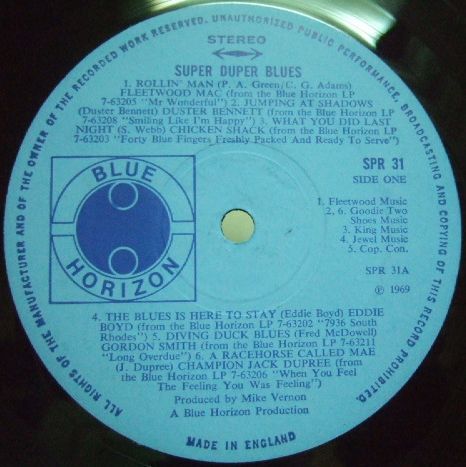 ALL RIGHTS OF THE MANUFACTURER AND OF THE OWNER OF THE RECORDED WORK RESERVED. UNAUTHORIZED PUBLIC PERFORMANCE, BROADCASTING AND COPYING OF THIS RECORD PROHIBITED.
STEREO
SUPER DUPER BLUES
1. ROLLIN' MAN (P. A. Green/C. G. Adams)
FLEETWOOD MAC (from the Blue Horizon LP
7-63205 "Mr Wonderful") 2. JUMPING AT SHADOWS
(Duster Bennett) DUSTER BENNETT (from the Blue Horizon LP
7-63208 "Smiling Like I'm Happy") 3. WHAT YOU DID LAST
NIGHT (S. Webb) CHICKEN SHACK (from the Blue Horizon LP
7-63203 "Forty Blue Fingers Freshly Packed And Ready To Serve")
BLUE
HORIZON
SPR 31
SIDE ONE
1. Fleetwood Music
2. 6. Goodie Two
Shoes Music
3. King Music
4. Jewel Music
5. Cop. Con.
SPR 31A
℗ 1969
4. THE BLUES IS HERE TO STAY (Eddie Boyd) EDDIE
BOYD (from the Blue Horizon LP 7-63202 "7936 South
Rhodes") 5. DIVING DUCK BLUES (Fred McDowell)
GORDON SMITH (from the Blue Horizon LP 7-63211
"Long Overdue") 6. A RACEHORSE CALLED MAE
(J. Dupree) CHAMPION JACK DUPREE (from
the Blue Horizon LP 7-63206 "When You Feel
The Feeling You Was Feeling")
Produced by Mike Vernon
A Blue Horizon Production
MADE IN ENGLAND